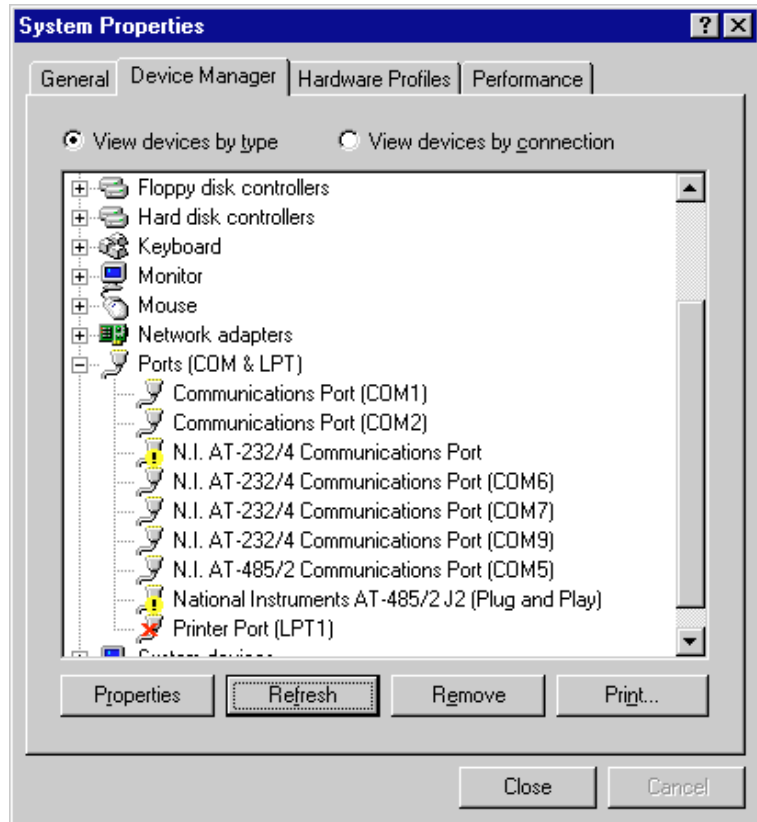 System Properties
General Device Manager Hardware Profiles Performance
View devices by type View devices by connection
Floppy disk controllers
Hard disk controllers
Keyboard
Monitor
Mouse
Network adapters
Ports (COM & LPT)
Communications Port (COM1)
Communications Port (COM2)
N.I. AT-232/4 Communications Port
N.I. AT-232/4 Communications Port (COM6)
N.I. AT-232/4 Communications Port (COM7)
N.I. AT-232/4 Communications Port (COM9)
N.I. AT-485/2 Communications Port (COM5)
National Instruments AT-485/2 J2 (Plug and Play)
Printer Port (LPT1)
System devices
Properties Refresh Remove Print...
Close Cancel